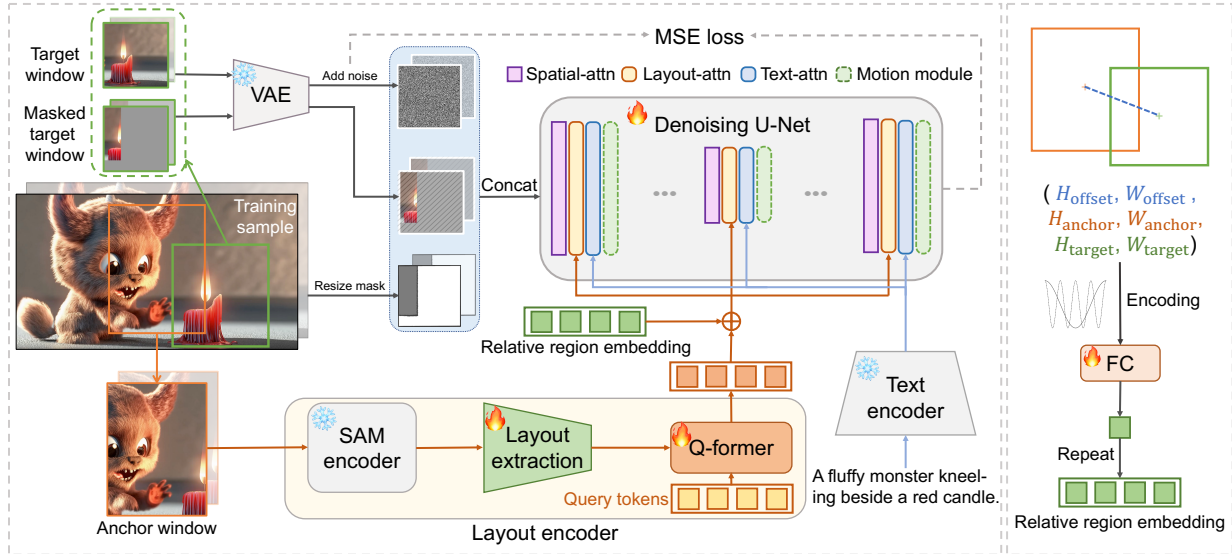 Target
window
Masked
target
window
VAE
Add noise
MSE loss
Spatial-attn
Layout-attn
Text-attn
Motion module
Denoising U-Net
...
...
Concat
Training
sample
Resize mask
Relative region embedding
Anchor window
SAM
encoder
Layout
extraction
Q-former
Query tokens
Layout encoder
Text
encoder
A fluffy monster kneel-
ing beside a red candle.
( H_offset, W_offset ,
H_anchor, W_anchor,
H_target, W_target)
Encoding
FC
Repeat
Relative region embedding